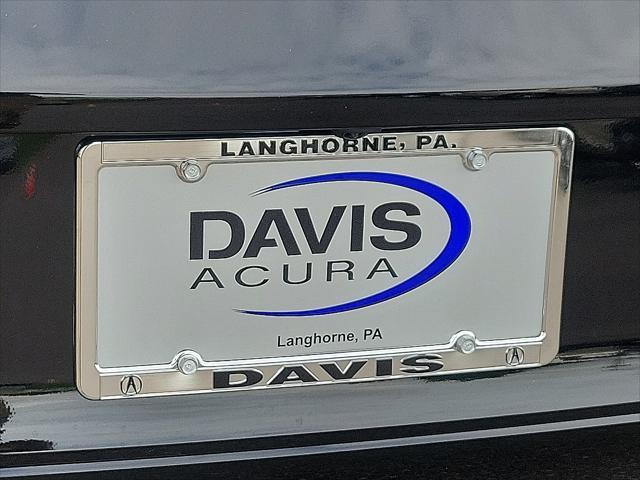 LANGHORNE, PA.
DAVIS
ACURA
Langhorne, PA
DAVIS